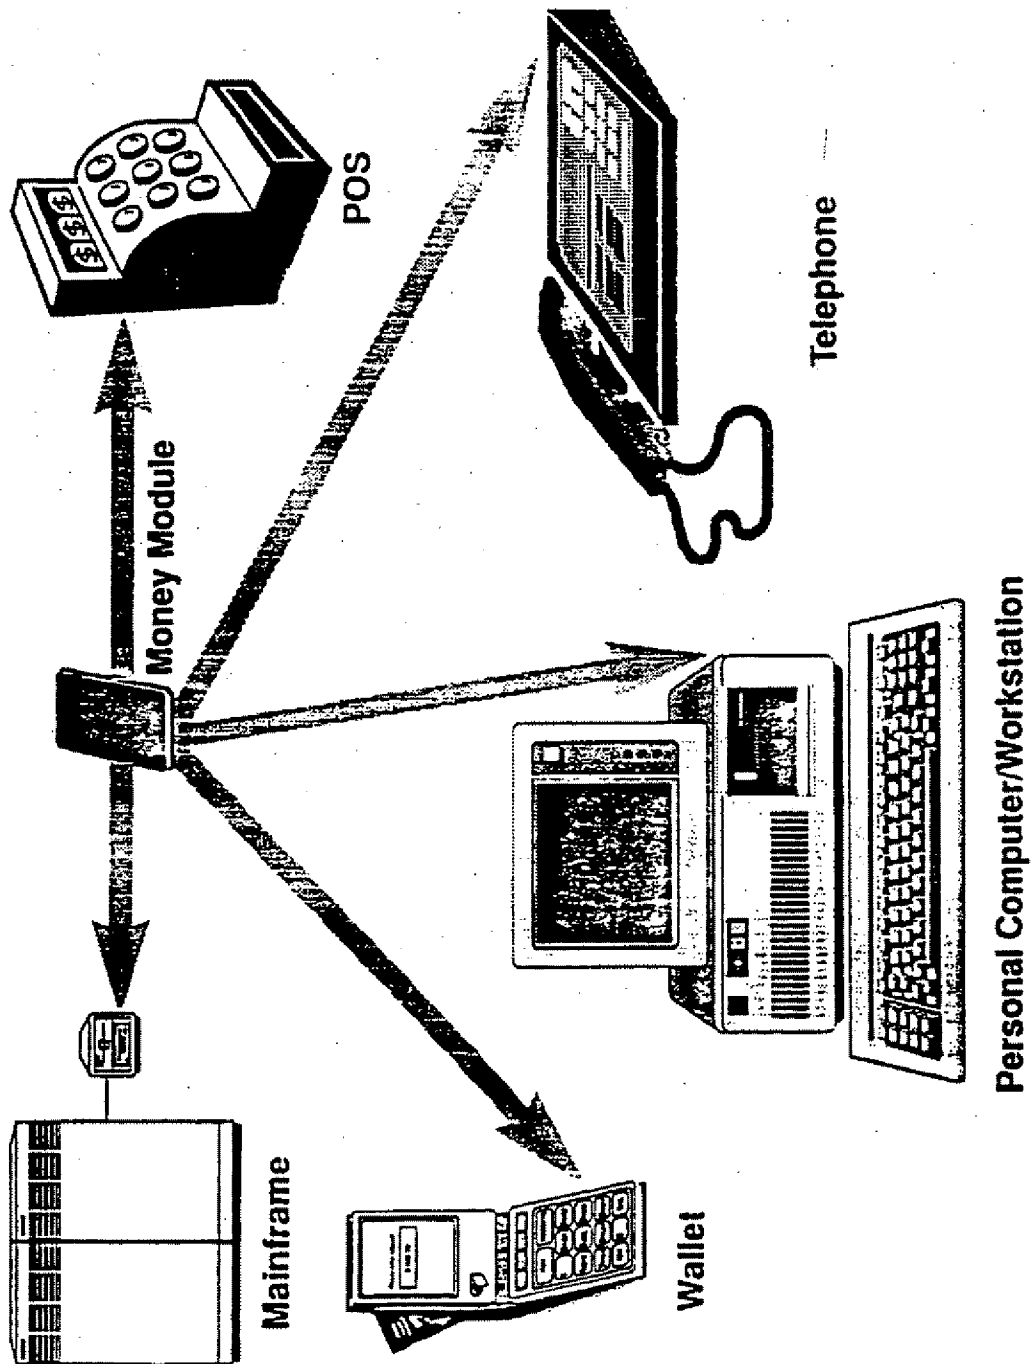 Mainframe
Money Module
POS
$$$
Wallet
Personal Computer/Workstation
Telephone